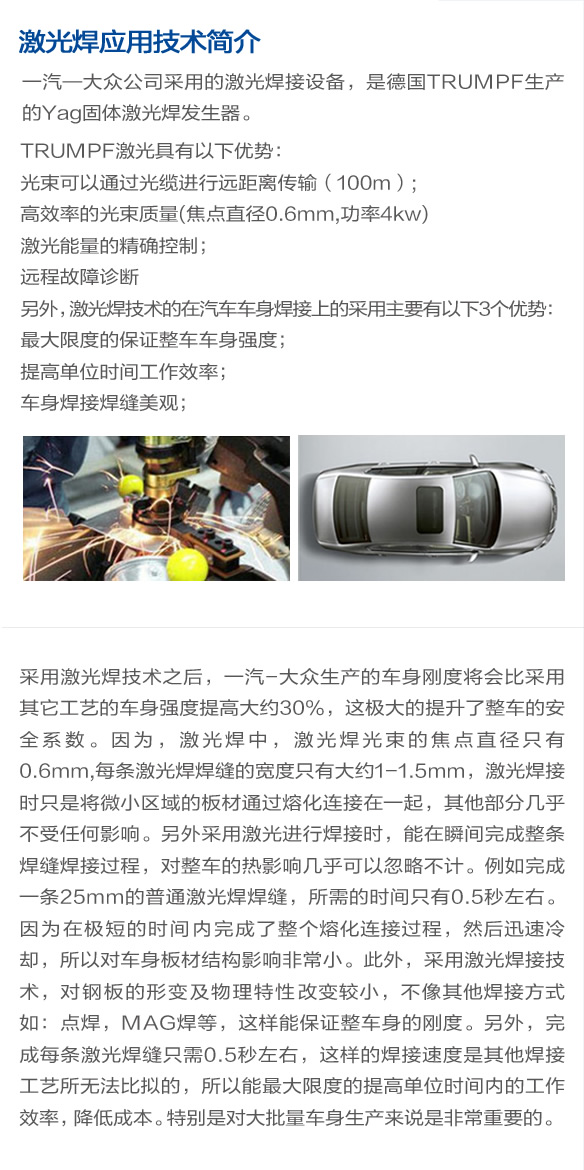 激光焊应用技术简介
一汽—大众公司采用的激光焊接设备，是德国TRUMPF生产
的Yag固体激光焊发生器。
TRUMPF激光具有以下优势：
光束可以通过光缆进行远距离传输（100m）；
高效率的光束质量(焦点直径0.6mm,功率4kw)
激光能量的精确控制；
远程故障诊断
另外，激光焊技术的在汽车车身焊接上的采用主要有以下3个优势：
最大限度的保证整车车身强度；
提高单位时间工作效率；
车身焊接焊缝美观；
采用激光焊技术之后，一汽-大众生产的车身刚度将会比采用
其它工艺的车身强度提高大约30%，这极大的提升了整车的安
全系数。因为，激光焊中，激光焊光束的焦点直径只有
0.6mm,每条激光焊焊缝的宽度只有大约1-1.5mm，激光焊接
时只是将微小区域的板材通过熔化连接在一起，其他部分几乎
不受任何影响。另外采用激光进行焊接时，能在瞬间完成整条
焊缝焊接过程，对整车的热影响几乎可以忽略不计。例如完成
一条25mm的普通激光焊焊缝，所需的时间只有0.5秒左右。
因为在极短的时间内完成了整个熔化连接过程，然后迅速冷
却，所以对车身板材结构影响非常小。此外，采用激光焊接技
术，对钢板的形变及物理特性改变较小，不像其他焊接方式
如：点焊，MAG焊等，这样能保证整车身的刚度。另外，完
成每条激光焊缝只需0.5秒左右，这样的焊接速度是其他焊接
工艺所无法比拟的，所以能最大限度的提高单位时间内的工作
效率，降低成本。特别是对大批量车身生产来说是非常重要的。